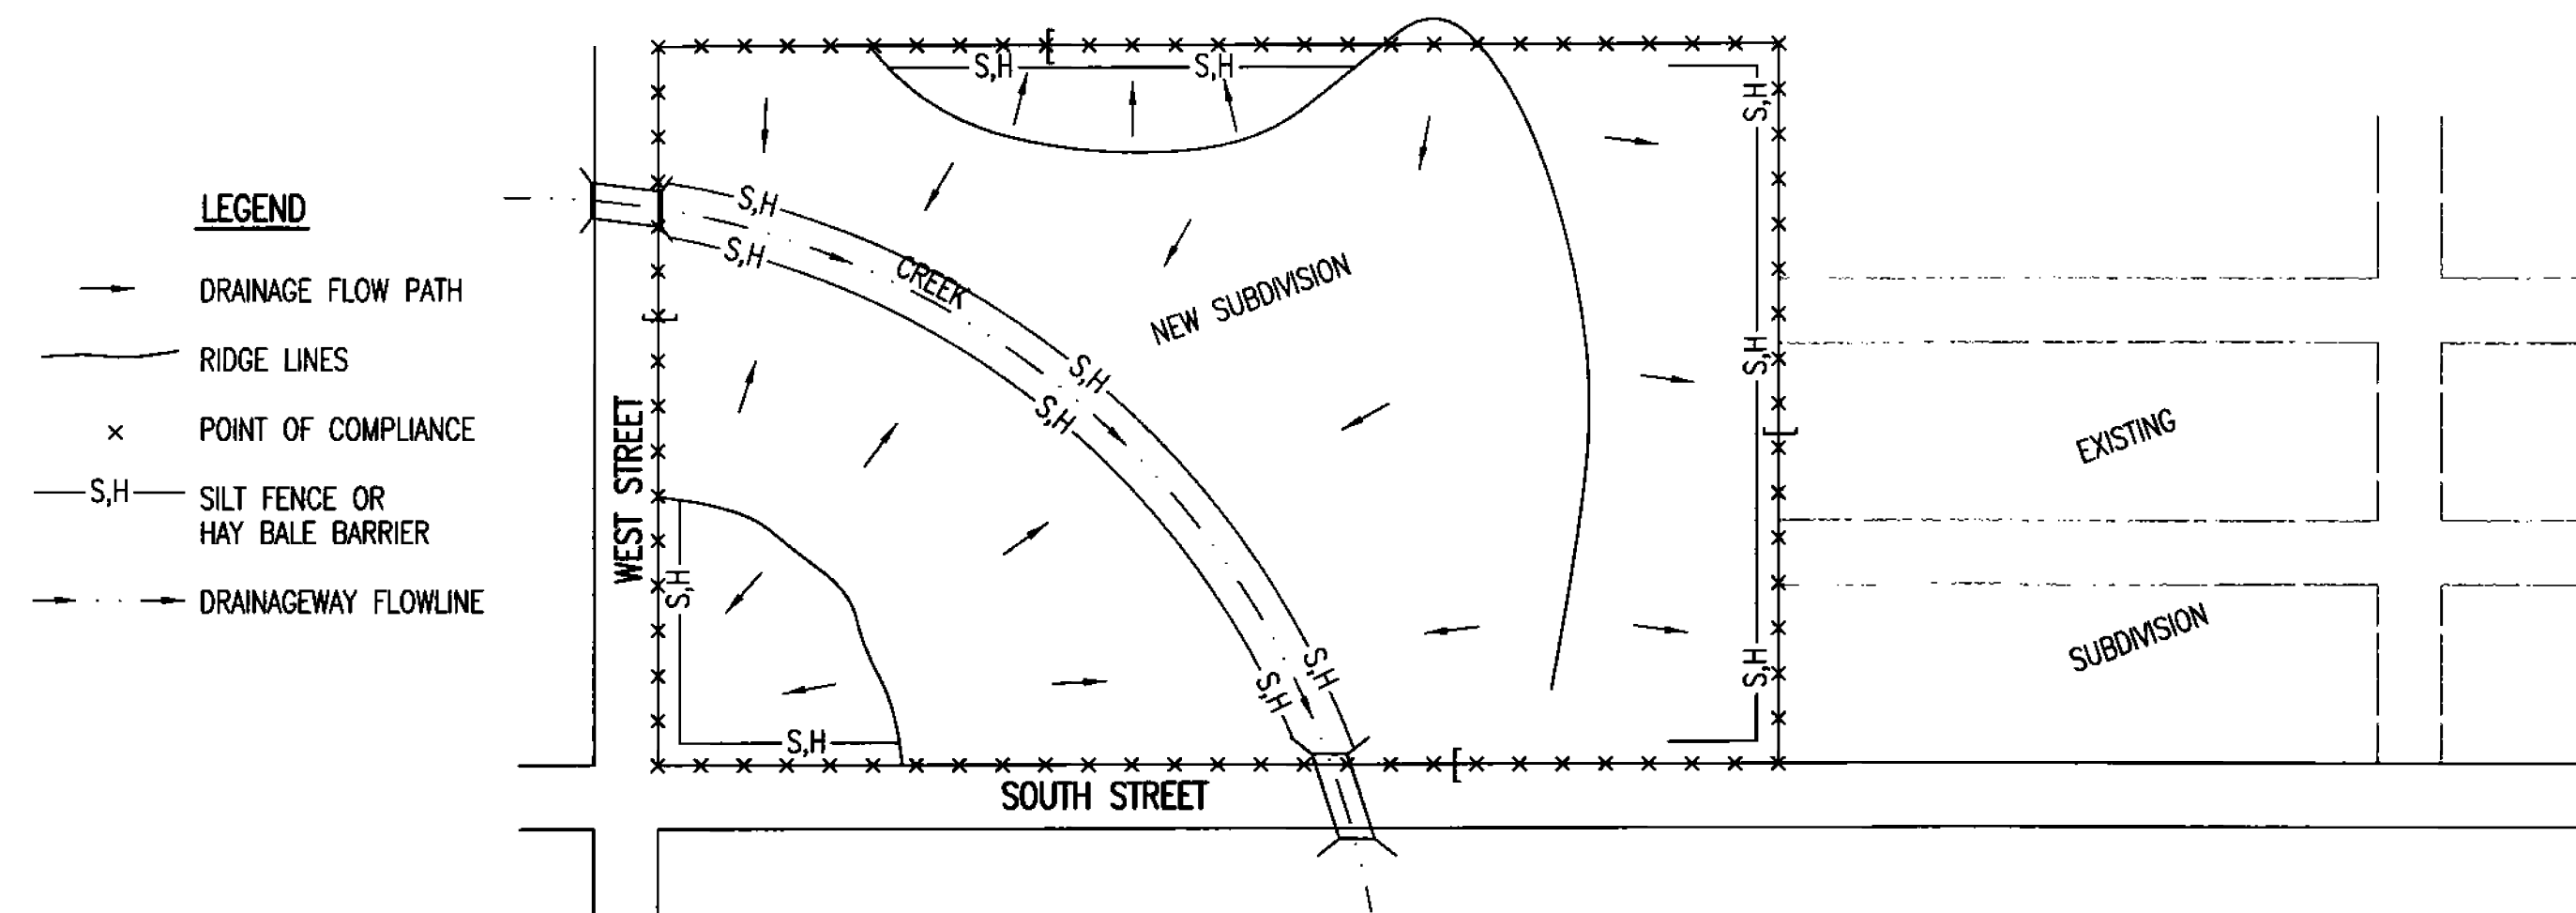 LEGEND
DRAINAGE FLOW PATH
RIDGE LINES
× POINT OF COMPLIANCE
S,H SILT FENCE OR
HAY BALE BARRIER
DRAINAGEWAY FLOWLINE
S,H
S,H
S,H
S,H
S,H
CREEK
NEW SUBDIVISION
S,H
S,H
S,H
WEST STREET
EXISTING
S,H
SUBDIVISION
S,H
S,H
S,H
S,H
SOUTH STREET